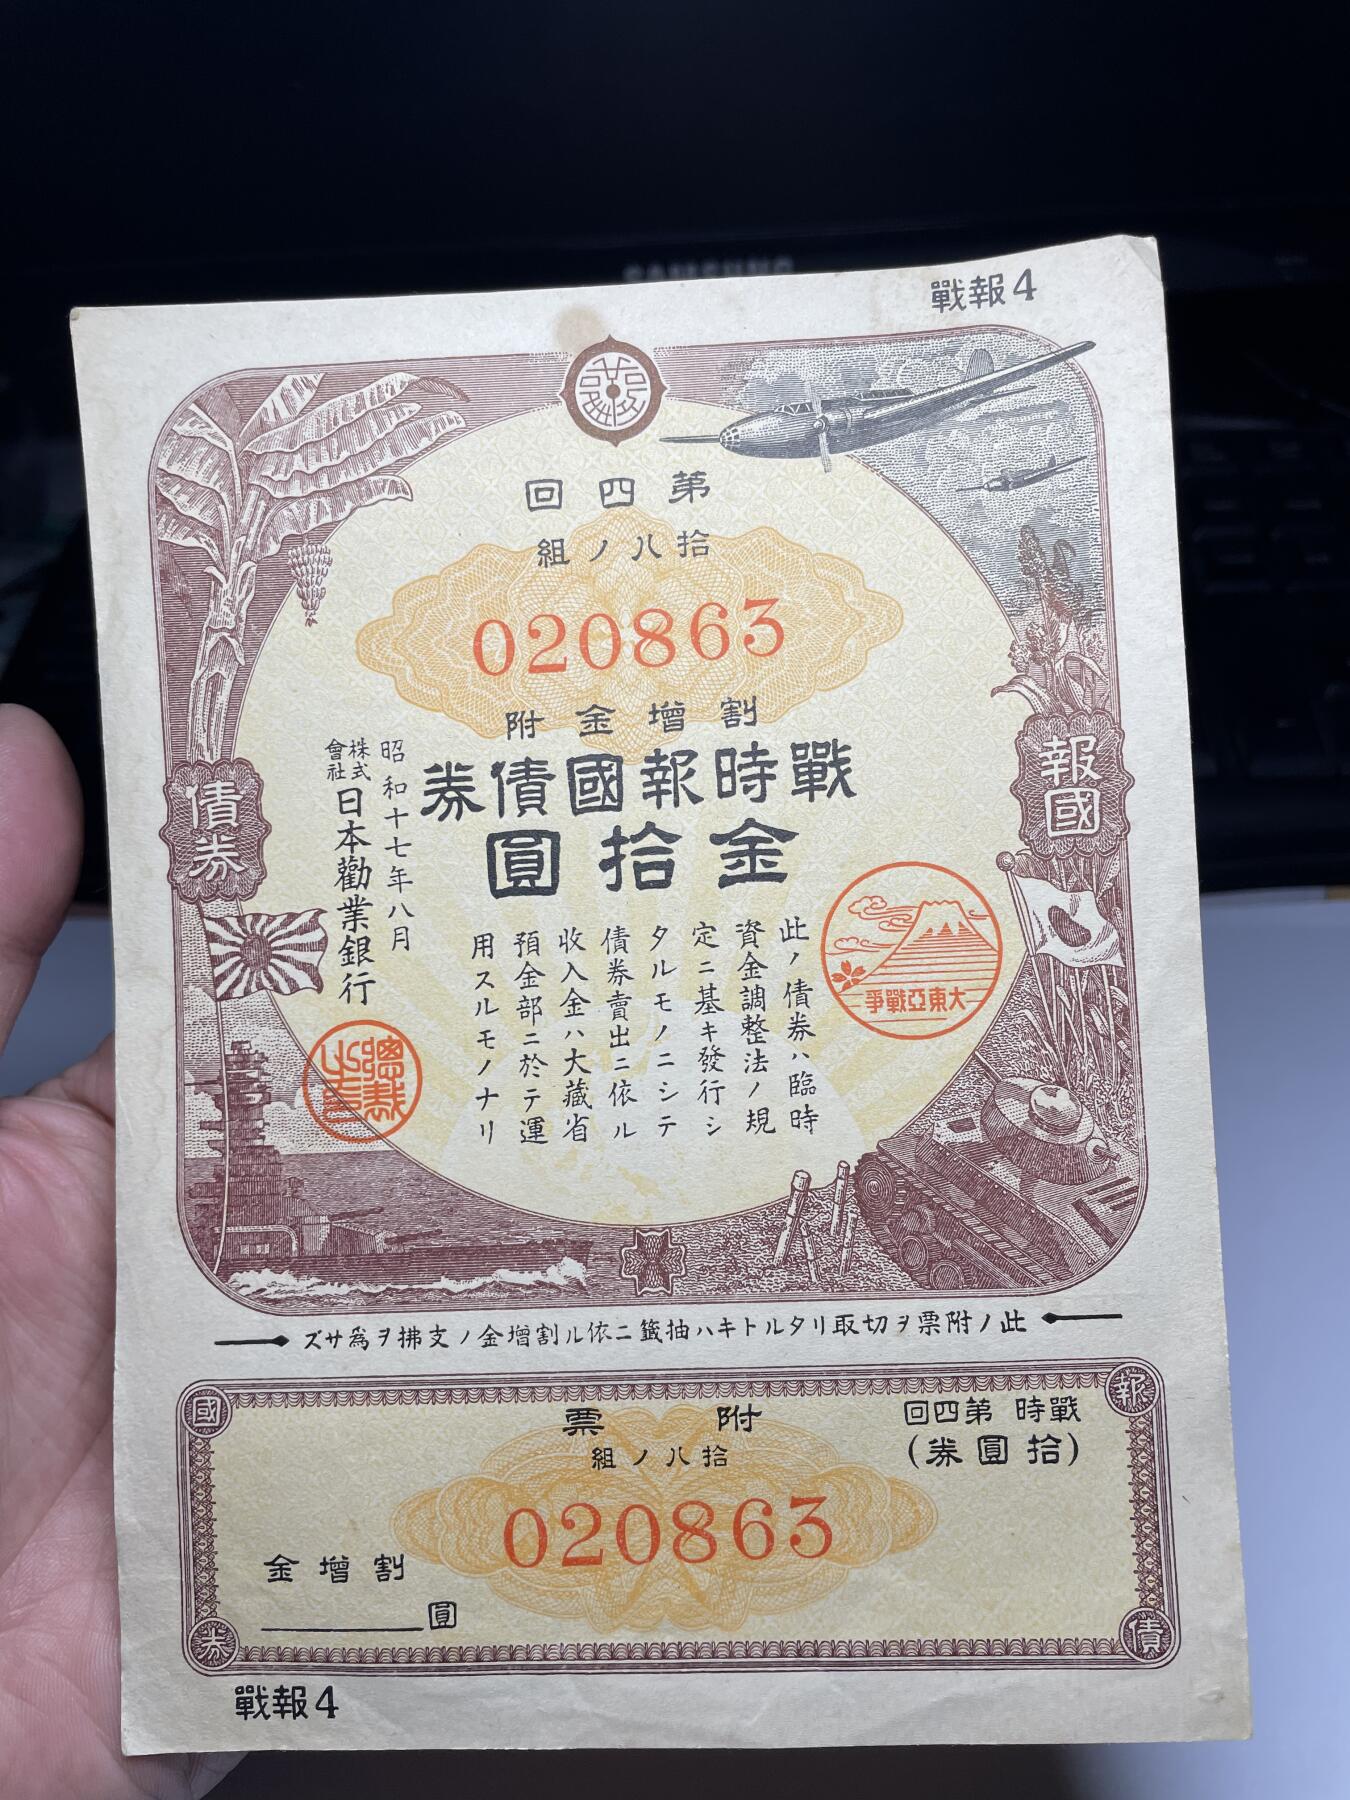 SAMSUNG
戰報4
第四回
拾八ノ組
020863
割増金附
戰時報國債券
金拾圓
報國
債券
大東亞戰爭
此ノ債券ハ臨時
資金調整法ノ規
定ニ基キ發行シ
タルモノニシテ
債券賣出ニ依ル
收入金ハ大藏省
預金部ニ於テ運
用スルモノナリ
昭和十七年八月
株式會社日本勸業銀行
總裁之印
此ノ附票ヲ切取リタルトキハ抽籤ニ依ル割増金ノ支拂ヲ爲サズ
報國債券
戰時 第四回
(拾圓券)
附票
拾八ノ組
020863
割増金
圓
戰報4